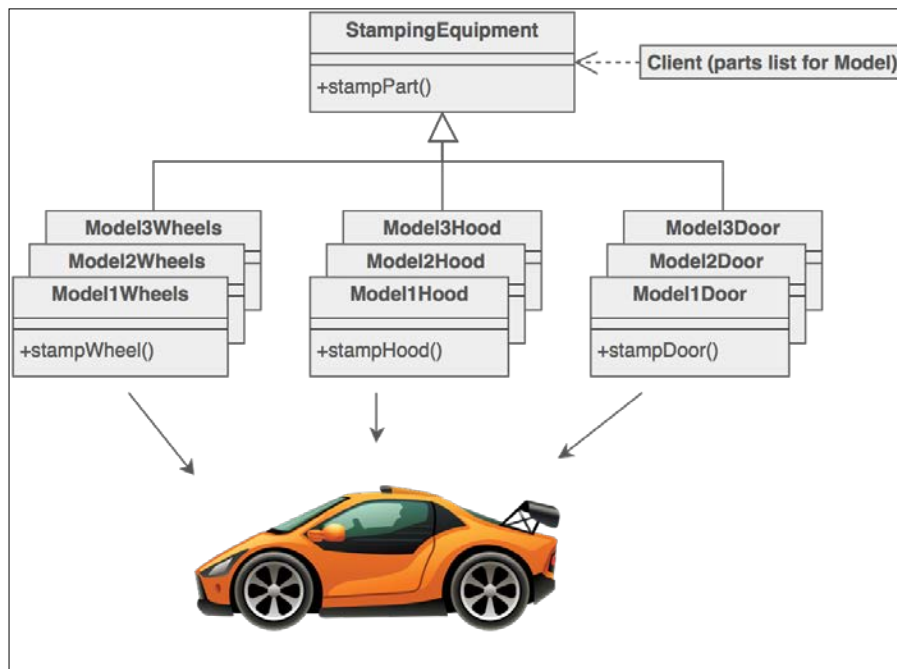 StampingEquipment
+stampPart()
Client (parts list for Model)
Model3Wheels
Model2Wheels
Model1Wheels
+stampWheel()
Model3Hood
Model2Hood
Model1Hood
+stampHood()
Model3Door
Model2Door
Model1Door
+stampDoor()